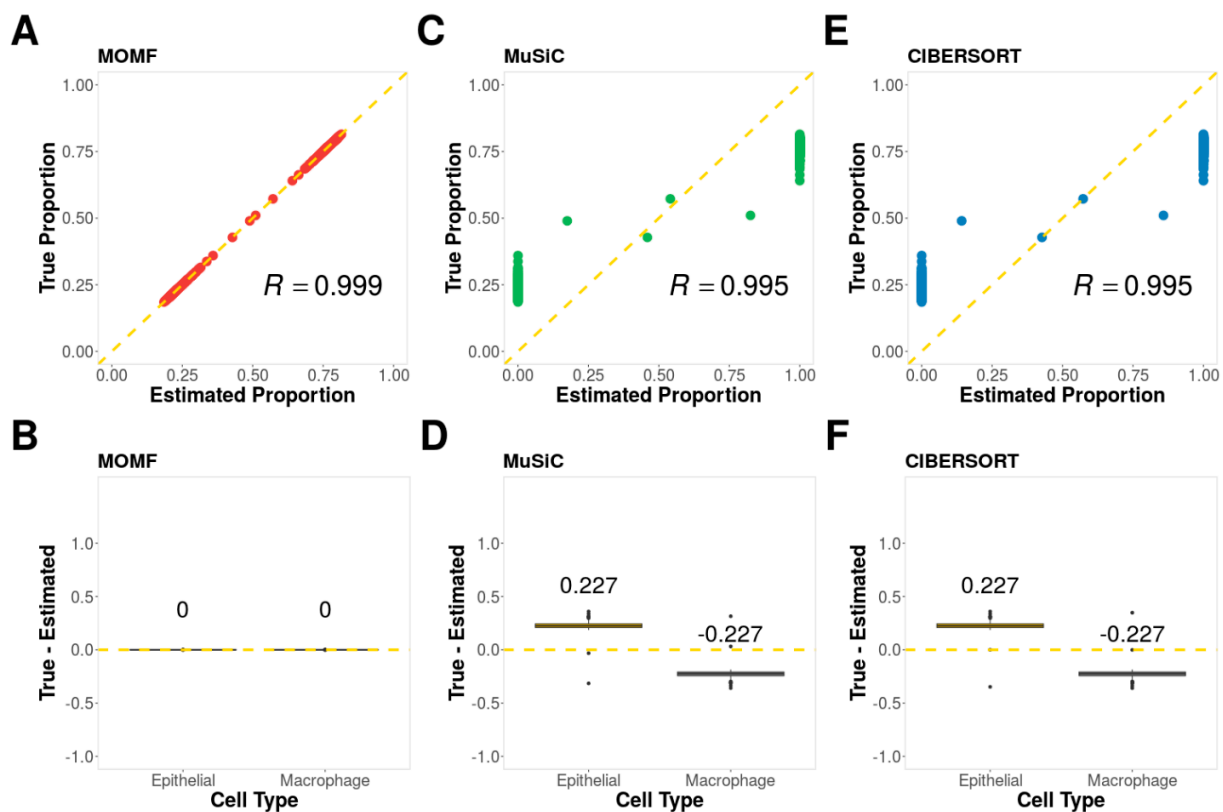 A
MOMF
True Proportion
1.00
0.75
0.50
0.25
0.00
R = 0.999
0.00 0.25 0.50 0.75 1.00
Estimated Proportion
C
MuSiC
True Proportion
1.00
0.75
0.50
0.25
0.00
R = 0.995
0.00 0.25 0.50 0.75 1.00
Estimated Proportion
E
CIBERSORT
True Proportion
1.00
0.75
0.50
0.25
0.00
R = 0.995
0.00 0.25 0.50 0.75 1.00
Estimated Proportion
B
MOMF
True - Estimated
1.0
0.5
0.0
-0.5
-1.0
0 0
Epithelial Macrophage
Cell Type
D
MuSiC
True - Estimated
1.0
0.5
0.0
-0.5
-1.0
0.227
-0.227
Epithelial Macrophage
Cell Type
F
CIBERSORT
True - Estimated
1.0
0.5
0.0
-0.5
-1.0
0.227
-0.227
Epithelial Macrophage
Cell Type